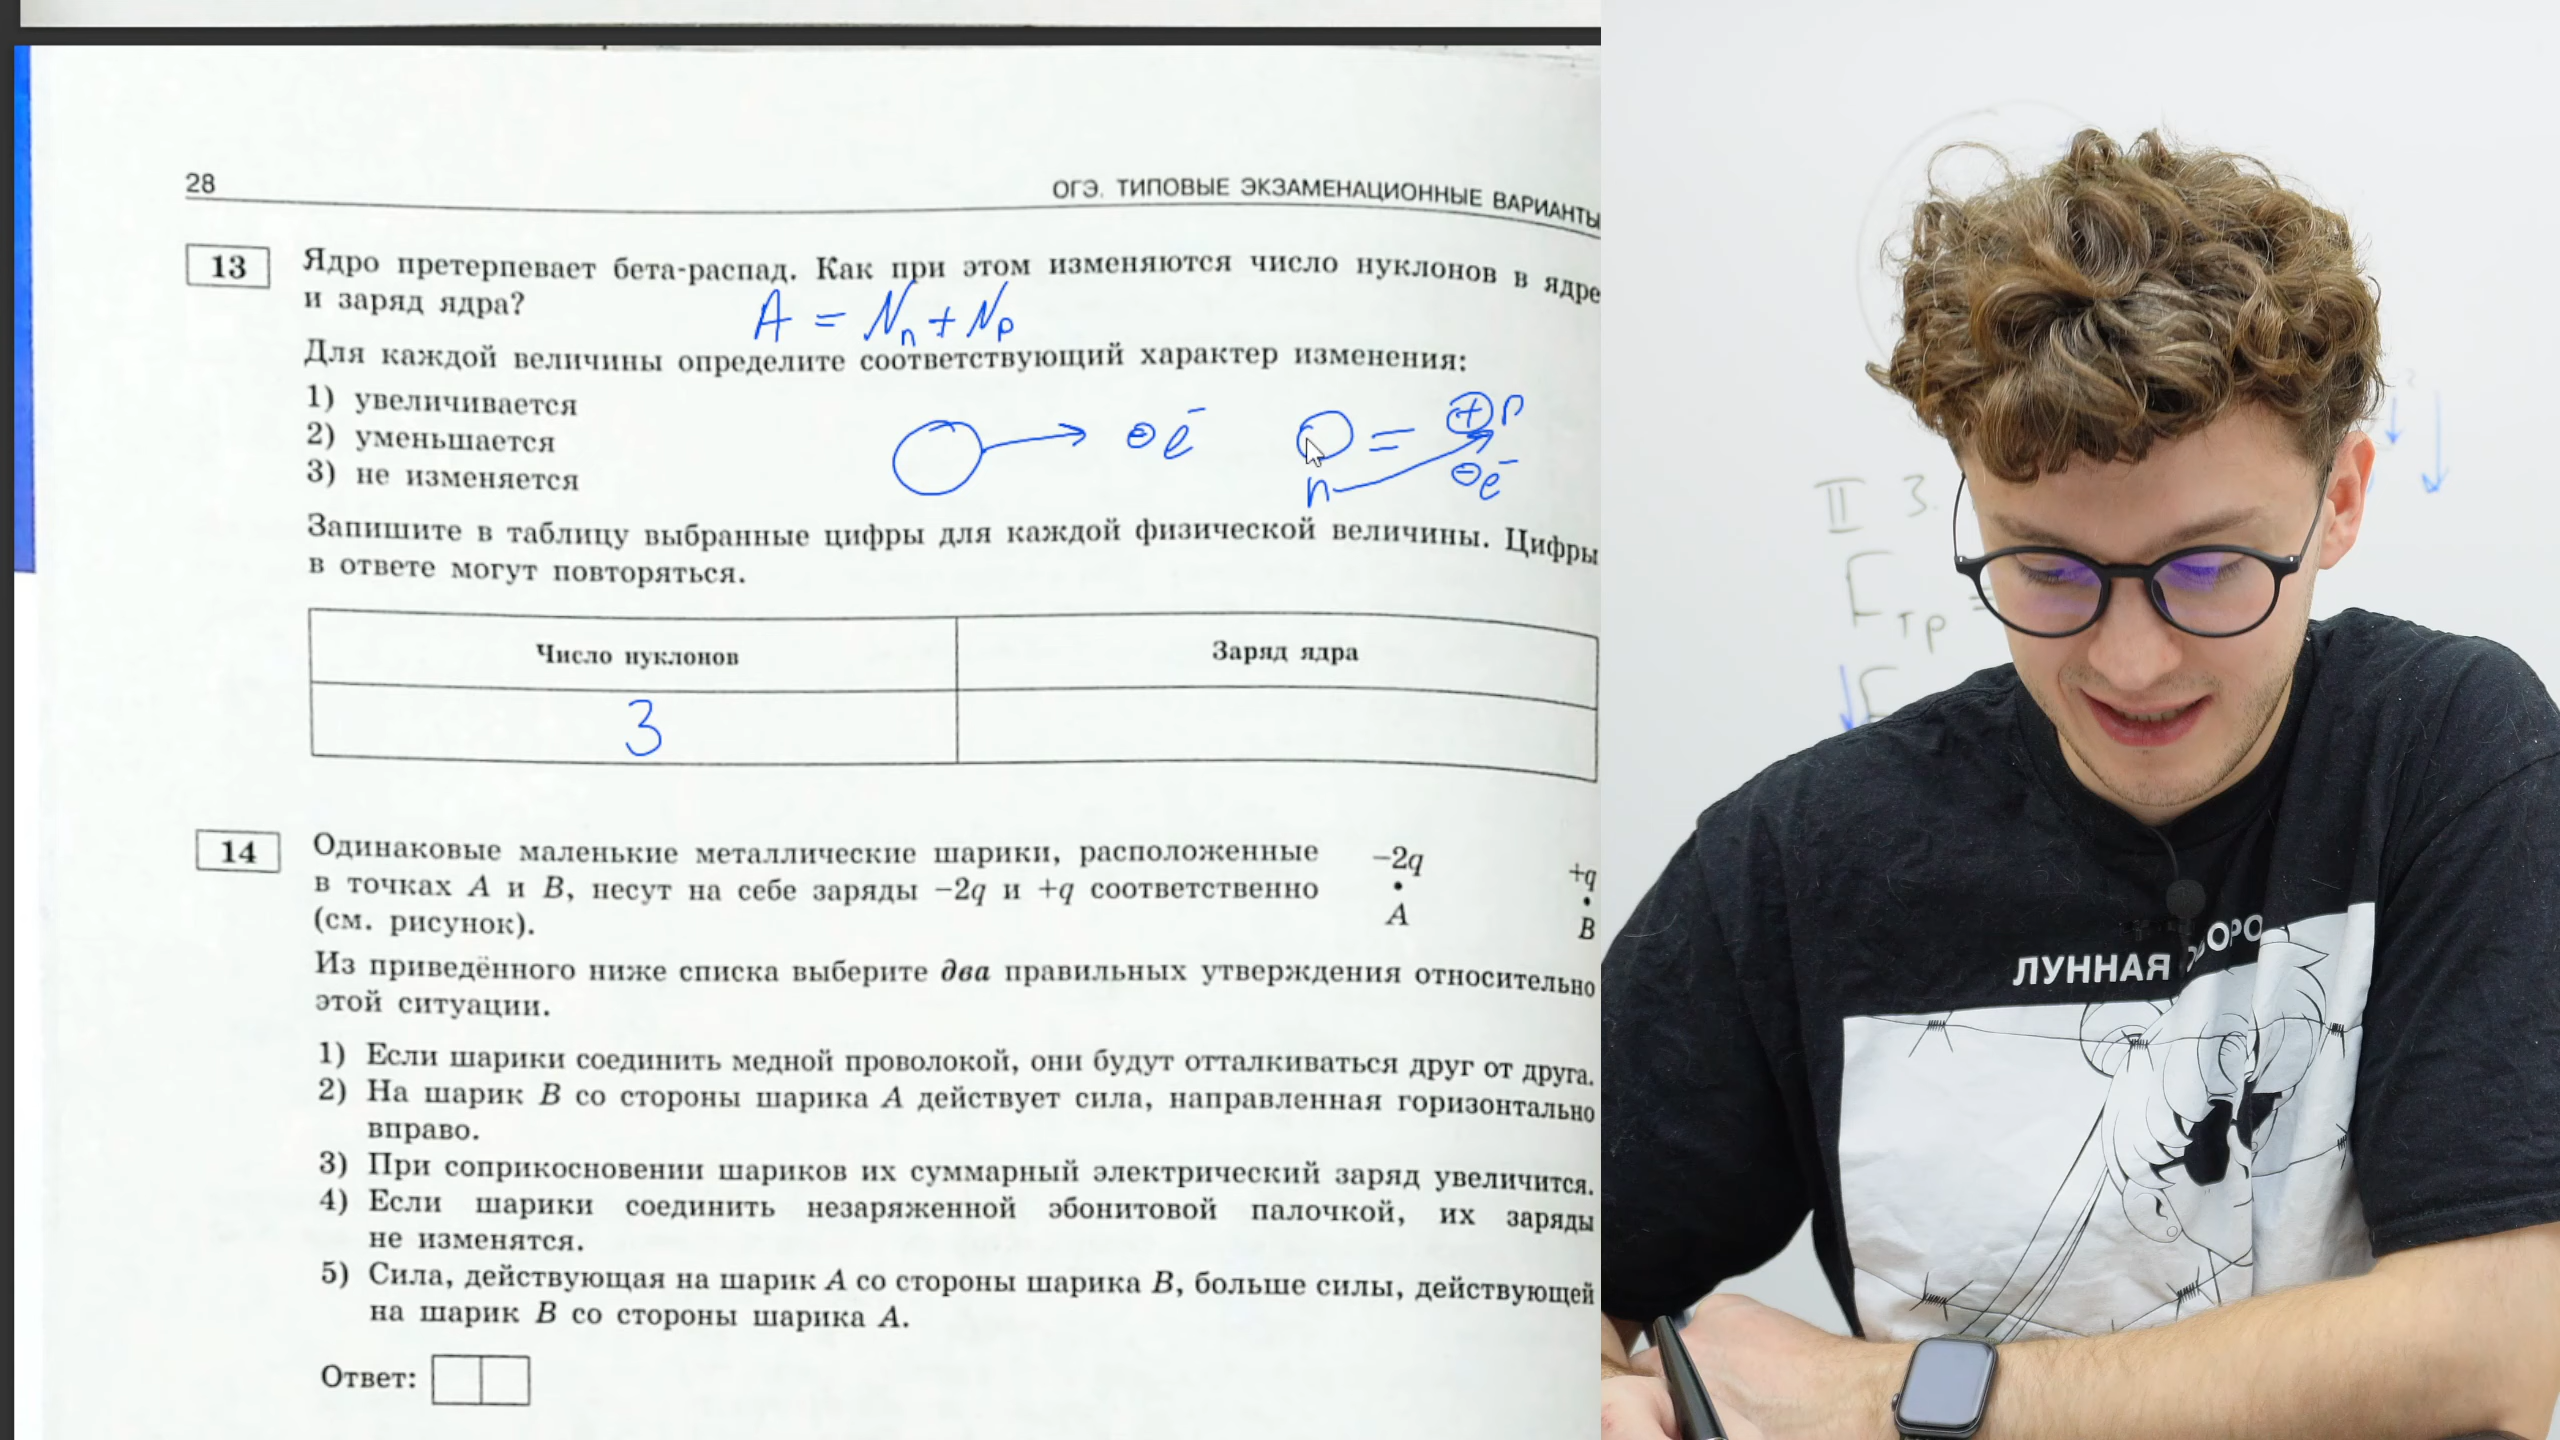 28
ОГЭ. ТИПОВЫЕ ЭКЗАМЕНАЦИОННЫЕ ВАРИАНТЫ
13
Ядро претерпевает бета-распад. Как при этом изменяются число нуклонов в ядре
и заряд ядра?
A = Nn + Np
Для каждой величины определите соответствующий характер изменения:
1) увеличивается
2) уменьшается
3) не изменяется
⊖ e⁻
= ⊕ p
n ⊖ e⁻
Запишите в таблицу выбранные цифры для каждой физической величины. Цифры
в ответе могут повторяться.
Число нуклонов
Заряд ядра
3
14
Одинаковые маленькие металлические шарики, расположенные
в точках A и B, несут на себе заряды −2q и +q соответственно
(см. рисунок).
−2q
A
+q
B
Из приведённого ниже списка выберите два правильных утверждения относительно
этой ситуации.
1) Если шарики соединить медной проволокой, они будут отталкиваться друг от друга.
2) На шарик B со стороны шарика A действует сила, направленная горизонтально
вправо.
3) При соприкосновении шариков их суммарный электрический заряд увеличится.
4) Если шарики соединить незаряженной эбонитовой палочкой, их заряды
не изменятся.
5) Сила, действующая на шарик A со стороны шарика B, больше силы, действующей
на шарик B со стороны шарика A.
Ответ:
II 3.
Fтр =
ЛУННАЯ